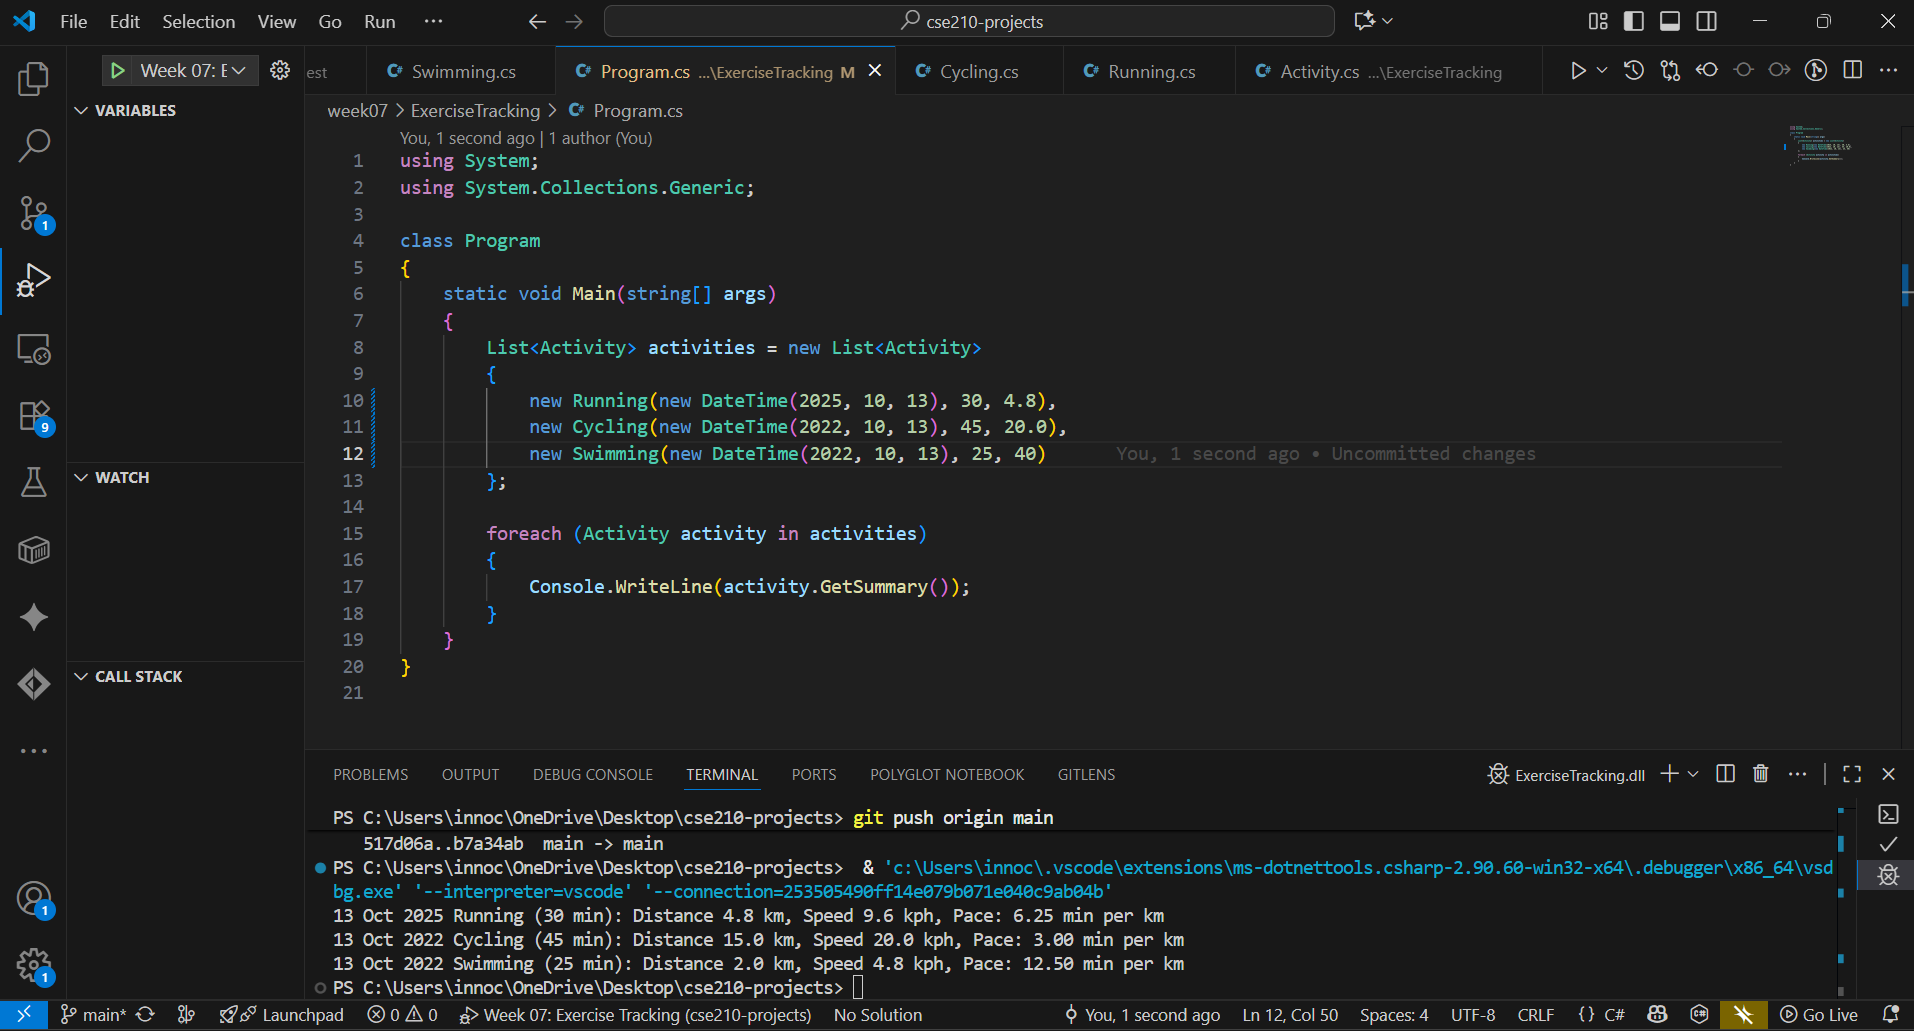 File Edit Selection View Go Run ··· cse210-projects
Week 07: E
est Swimming.cs Program.cs ...\ExerciseTracking M Cycling.cs Running.cs Activity.cs ...\ExerciseTracking
VARIABLES
WATCH
CALL STACK
1
9
1
1
week07 > ExerciseTracking > Program.cs
You, 1 second ago | 1 author (You)
1 using System;
2 using System.Collections.Generic;
3
4 class Program
5 {
6 static void Main(string[] args)
7 {
8 List<Activity> activities = new List<Activity>
9 {
10 new Running(new DateTime(2025, 10, 13), 30, 4.8),
11 new Cycling(new DateTime(2022, 10, 13), 45, 20.0),
12 new Swimming(new DateTime(2022, 10, 13), 25, 40) You, 1 second ago • Uncommitted changes
13 };
14
15 foreach (Activity activity in activities)
16 {
17 Console.WriteLine(activity.GetSummary());
18 }
19 }
20 }
21
PROBLEMS OUTPUT DEBUG CONSOLE TERMINAL PORTS POLYGLOT NOTEBOOK GITLENS ExerciseTracking.dll
PS C:\Users\innoc\OneDrive\Desktop\cse210-projects> git push origin main
517d06a..b7a34ab main -> main
PS C:\Users\innoc\OneDrive\Desktop\cse210-projects> & 'c:\Users\innoc\.vscode\extensions\ms-dotnettools.csharp-2.90.60-win32-x64\.debugger\x86_64\vsd
bg.exe' '--interpreter=vscode' '--connection=253505490ff14e079b071e040c9ab04b'
13 Oct 2025 Running (30 min): Distance 4.8 km, Speed 9.6 kph, Pace: 6.25 min per km
13 Oct 2022 Cycling (45 min): Distance 15.0 km, Speed 20.0 kph, Pace: 3.00 min per km
13 Oct 2022 Swimming (25 min): Distance 2.0 km, Speed 4.8 kph, Pace: 12.50 min per km
PS C:\Users\innoc\OneDrive\Desktop\cse210-projects>
main* Launchpad 0 0 Week 07: Exercise Tracking (cse210-projects) No Solution You, 1 second ago Ln 12, Col 50 Spaces: 4 UTF-8 CRLF {} C# Go Live